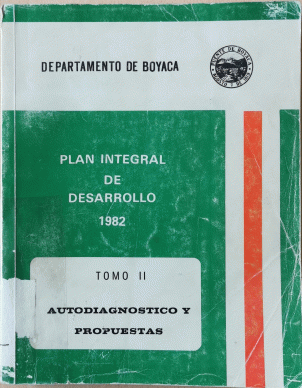 DEPARTAMENTO DE BOYACA
PLAN INTEGRAL
DE
DESARROLLO
1982
TOMO II
AUTODIAGNOSTICO Y
PROPUESTAS